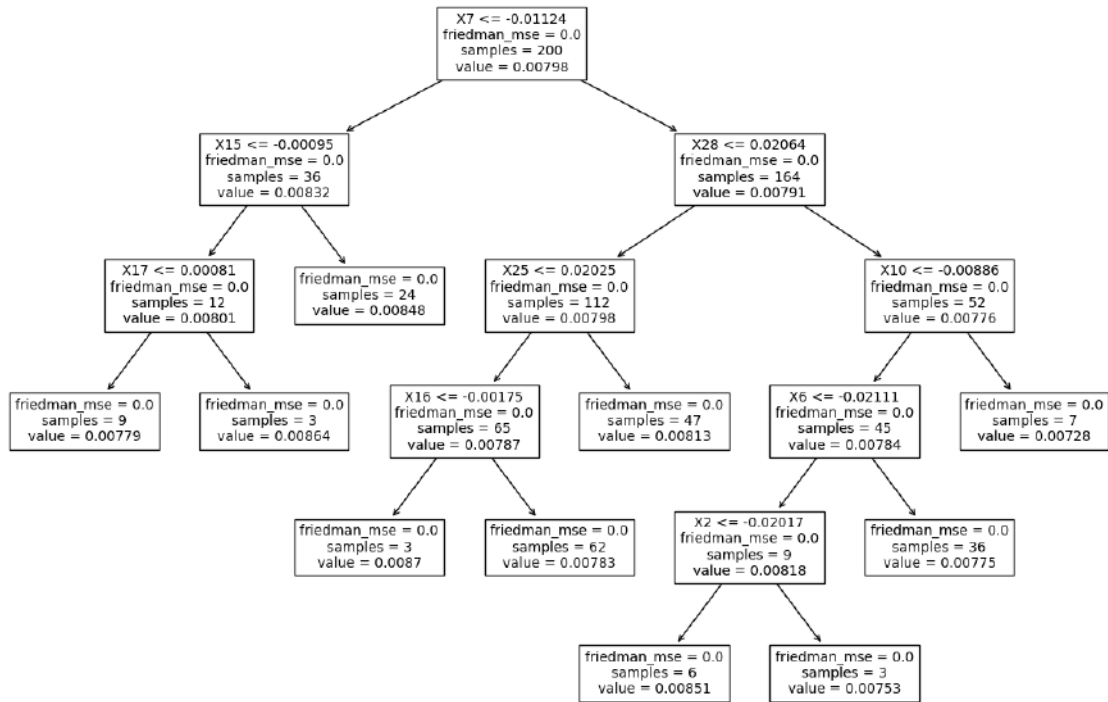 X7 <= -0.01124
friedman_mse = 0.0
samples = 200
value = 0.00798
X15 <= -0.00095
friedman_mse = 0.0
samples = 36
value = 0.00832
X28 <= 0.02064
friedman_mse = 0.0
samples = 164
value = 0.00791
X17 <= 0.00081
friedman_mse = 0.0
samples = 12
value = 0.00801
friedman_mse = 0.0
samples = 24
value = 0.00848
X25 <= 0.02025
friedman_mse = 0.0
samples = 112
value = 0.00798
X10 <= -0.00886
friedman_mse = 0.0
samples = 52
value = 0.00776
friedman_mse = 0.0
samples = 9
value = 0.00779
friedman_mse = 0.0
samples = 3
value = 0.00864
X16 <= -0.00175
friedman_mse = 0.0
samples = 65
value = 0.00787
friedman_mse = 0.0
samples = 47
value = 0.00813
X6 <= -0.02111
friedman_mse = 0.0
samples = 45
value = 0.00784
friedman_mse = 0.0
samples = 7
value = 0.00728
friedman_mse = 0.0
samples = 3
value = 0.0087
friedman_mse = 0.0
samples = 62
value = 0.00783
X2 <= -0.02017
friedman_mse = 0.0
samples = 9
value = 0.00818
friedman_mse = 0.0
samples = 36
value = 0.00775
friedman_mse = 0.0
samples = 6
value = 0.00851
friedman_mse = 0.0
samples = 3
value = 0.00753